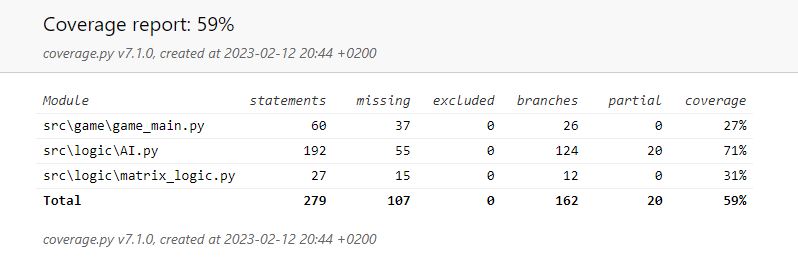 Coverage report: 59%
coverage.py v7.1.0, created at 2023-02-12 20:44 +0200
Module statements missing excluded branches partial coverage
src\game\game_main.py 60 37 0 26 0 27%
src\logic\AI.py 192 55 0 124 20 71%
src\logic\matrix_logic.py 27 15 0 12 0 31%
Total 279 107 0 162 20 59%
coverage.py v7.1.0, created at 2023-02-12 20:44 +0200